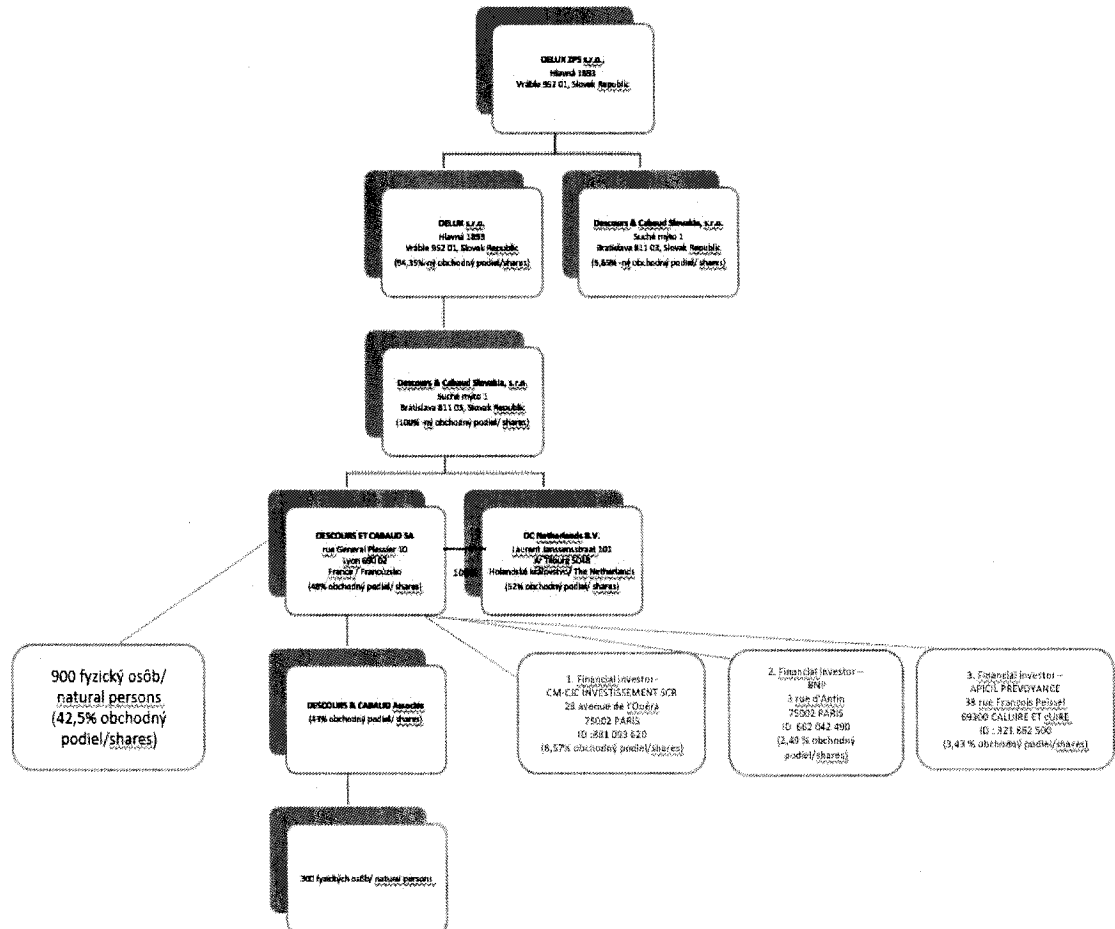 DELUX ZPS s.r.o.
Hlavná 1893
Vráble 952 01, Slovak Republic
DELUX s.r.o.
Hlavná 1893
Vráble 952 01, Slovak Republic
(94,35%-ný obchodný podiel/shares)
Descours & Cabaud Slovakia, s.r.o.
Suché mýto 1
Bratislava 811 03, Slovak Republic
(5,65% -ný obchodný podiel/ shares)
Descours & Cabaud Slovakia, s.r.o.
Suché mýto 1
Bratislava 811 03, Slovak Republic
(100% -ný obchodný podiel/ shares)
DESCOURS ET CABAUD SA
rue General Plessier 10
Lyon 690 02
France / Francúzsko
(48% obchodný podiel/ shares)
DC Netherlands B.V.
Laurent Janssensstraat 101
Tilburg 5048
Holandské kráľovstvo/ The Netherlands
(52% obchodný podiel/ shares)
900 fyzický osôb/
natural persons
(42,5% obchodný
podiel/shares)
DESCOURS & CABAUD Associés
(43% obchodný podiel/shares)
1. Financial investor-
CM-CIC INVESTISSEMENT SCR
28 avenue de l'Opéra
75002 PARIS
ID :881 093 620
(8,57% obchodný podiel/shares)
2. Financial investor –
BNP
3 rue d'Antin
75002 PARIS
ID: 662 042 490
(2,49 % obchodný
podiel/shares)
3. Financial investor –
APICIL PREVOYANCE
38 rue François Peissel
69300 CALUIRE ET CUIRE
ID : 321 862 500
(3,43 % obchodný podiel/shares)
300 fyzických osôb/ natural persons